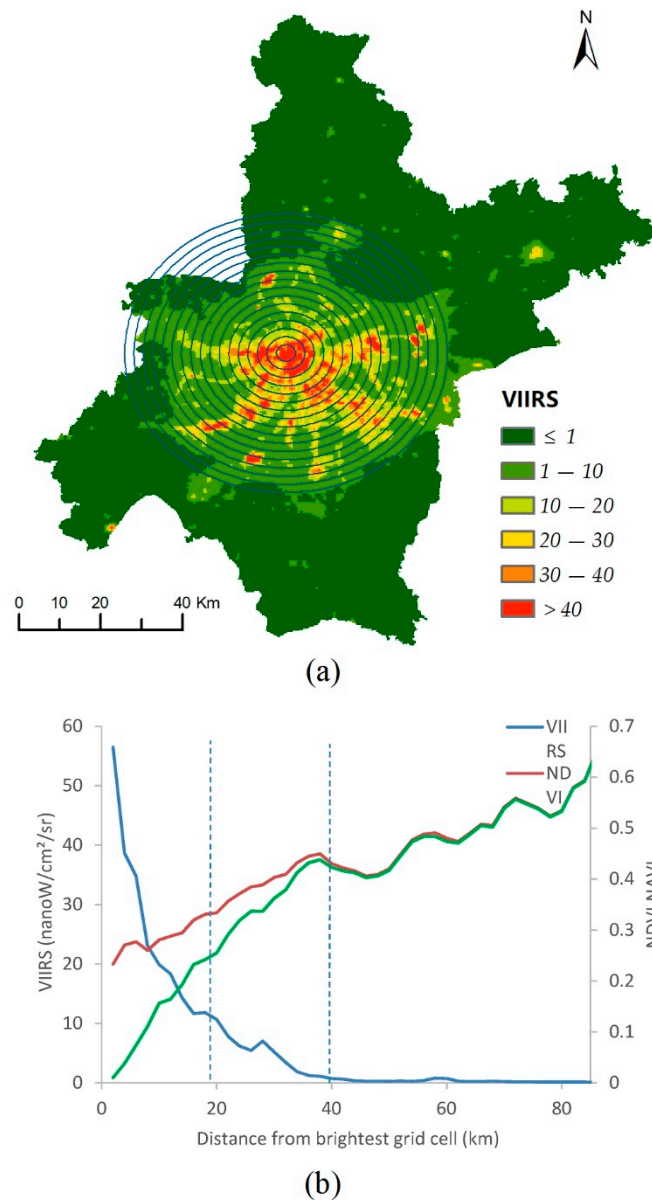 N
VIIRS
≤ 1
1 — 10
10 — 20
20 — 30
30 — 40
> 40
0 10 20 40 Km
(a)
VII
RS
ND
VI
60
50
40
30
20
10
0
VIIRS (nanoW/cm²/sr)
0.7
0.6
0.5
0.4
0.3
0.2
0.1
0
NDVI,NAVI
0 20 40 60 80
Distance from brightest grid cell (km)
(b)